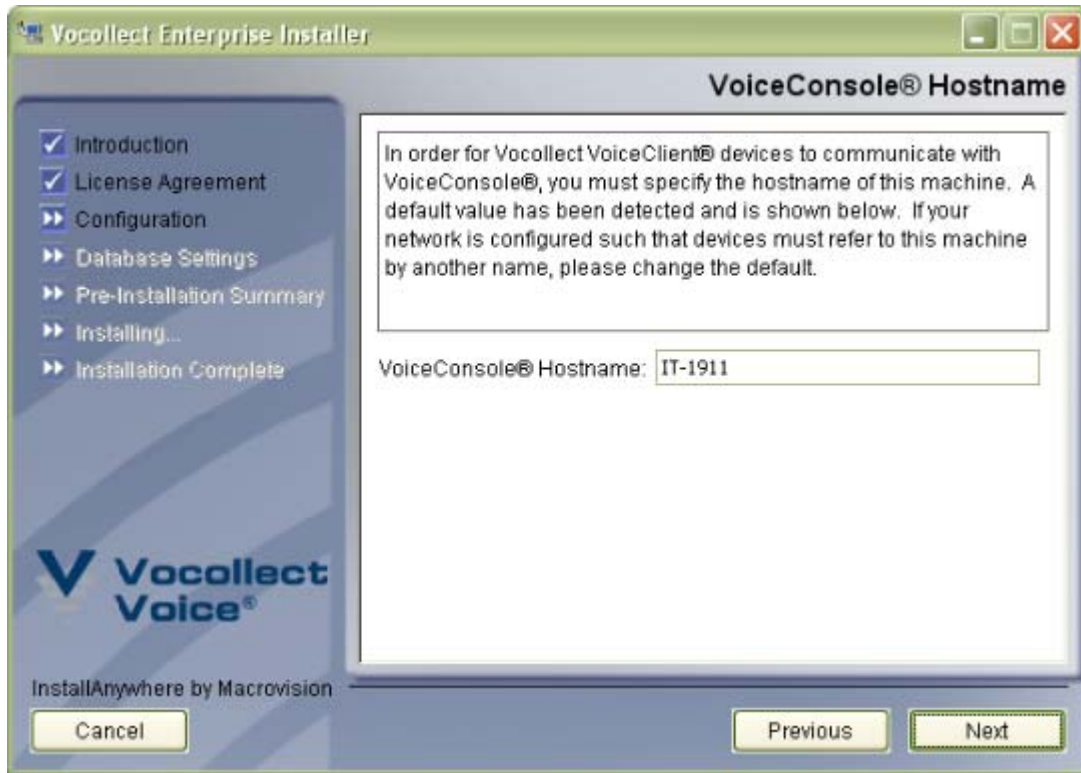 Vocollect Enterprise Installer
VoiceConsole® Hostname
Introduction
License Agreement
Configuration
Database Settings
Pre-Installation Summary
Installing...
Installation Complete
In order for Vocollect VoiceClient® devices to communicate with
VoiceConsole®, you must specify the hostname of this machine. A
default value has been detected and is shown below. If your
network is configured such that devices must refer to this machine
by another name, please change the default.
VoiceConsole® Hostname: IT-1911
V Vocollect
Voice®
InstallAnywhere by Macrovision
Cancel
Previous
Next